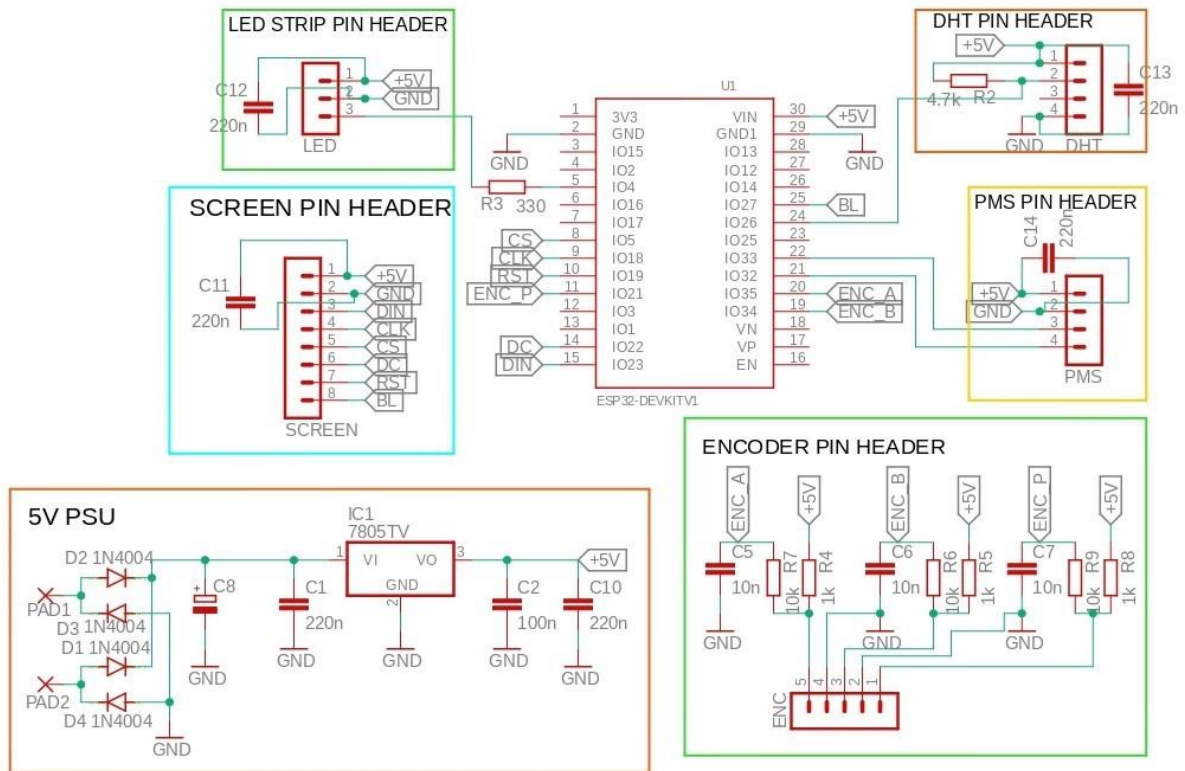 LED STRIP PIN HEADER
C12
220n
1
2
3
+5V
GND
LED
SCREEN PIN HEADER
C11
220n
1
2
3
4
5
6
7
8
+5V
GND
DIN
CLK
CS
DC
RST
BL
SCREEN
GND
R3 330
CS
CLK
RST
ENC_P
DC
DIN
U1
1 3V3 VIN 30
2 GND GND1 29
3 IO15 IO13 28
4 IO2 IO12 27
5 IO4 IO14 26
6 IO16 IO27 25
7 IO17 IO26 24
8 IO5 IO25 23
9 IO18 IO33 22
10 IO19 IO32 21
11 IO21 IO35 20
12 IO3 IO34 19
13 IO1 VN 18
14 IO22 VP 17
15 IO23 EN 16
ESP32-DEVKITV1
+5V
GND
BL
ENC_A
ENC_B
DHT PIN HEADER
+5V
4.7k R2
1
2
3
4
C13
220n
GND DHT
PMS PIN HEADER
C14
220n
+5V
GND
1
2
3
4
PMS
5V PSU
D2 1N4004
PAD1
D3 1N4004
D1 1N4004
PAD2
D4 1N4004
GND
+
C8
GND
C1
220n
GND
IC1
7805TV
1 VI VO 3
GND
2
GND
C2
100n
GND
C10
220n
GND
+5V
ENCODER PIN HEADER
ENC_A
+5V
ENC_B
+5V
ENC_P
+5V
C5
10n
R7
10k
R4
1k
C6
10n
R6
10k
R5
1k
C7
10n
R9
10k
R8
1k
GND
GND
GND
5 4 3 2 1
ENC